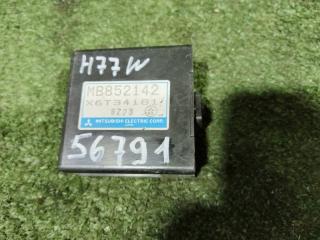 H77W
MB852142
X6T34181
MITSUBISHI ELECTRIC CORP.
56791